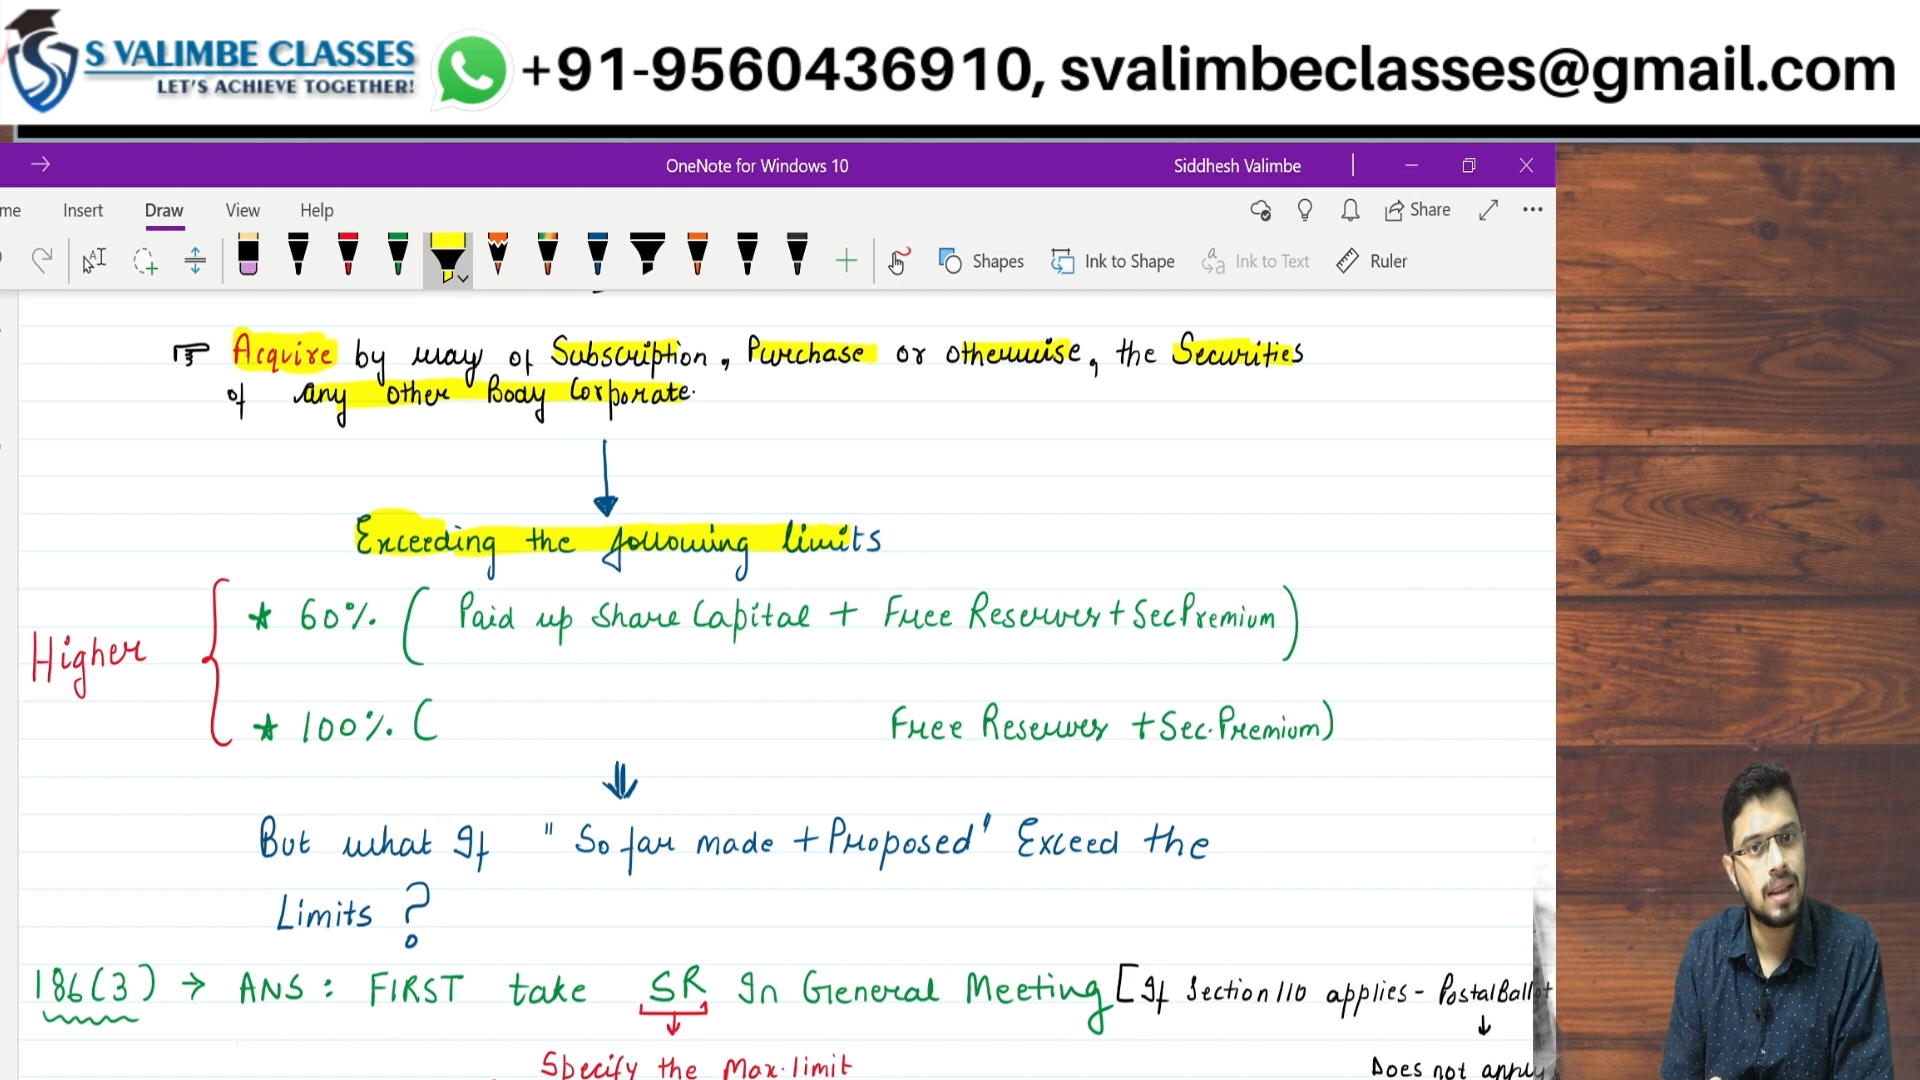 S VALIMBE CLASSES
LET'S ACHIEVE TOGETHER!
+91-9560436910, svalimbeclasses@gmail.com
OneNote for Windows 10
Siddhesh Valimbe
me Insert Draw View Help
Share
Shapes Ink to Shape Ink to Text Ruler
Acquire by way of Subscription, Purchase or otherwise, the Securities
of any other Body Corporate.
Exceeding the following limits
Higher
★ 60%. ( Paid up Share Capital + Free Reserves + Sec Premium )
★ 100%. ( Free Reserves + Sec. Premium )
But what If "So far made + Proposed" Exceed the
Limits ?
186(3) → ANS : FIRST take SR In General Meeting [If Section 110 applies - Postal Ballot
Specify the Max. limit
Does not apply